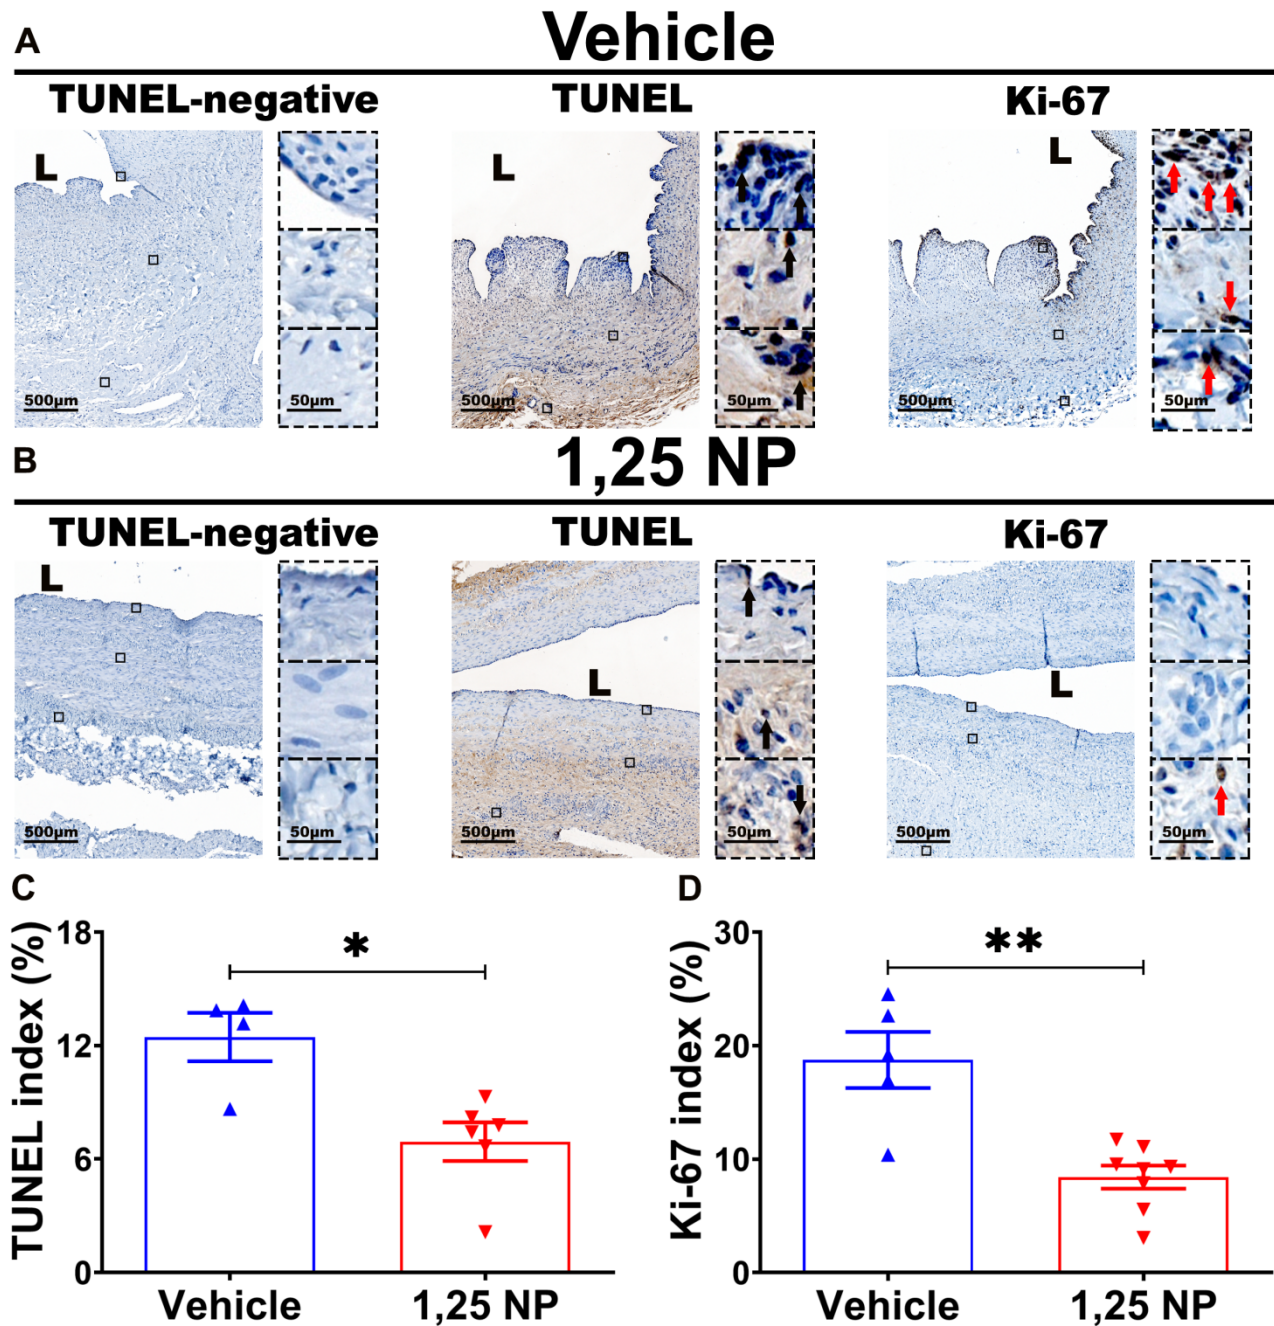 A
Vehicle
TUNEL-negative
TUNEL
Ki-67
L
L
L
500µm
50µm
500µm
50µm
500µm
50µm
B
1,25 NP
TUNEL-negative
TUNEL
Ki-67
L
L
L
500µm
50µm
500µm
50µm
500µm
50µm
C
TUNEL index (%)
18
12
6
0
*
Vehicle
1,25 NP
D
Ki-67 index (%)
30
20
10
0
**
Vehicle
1,25 NP